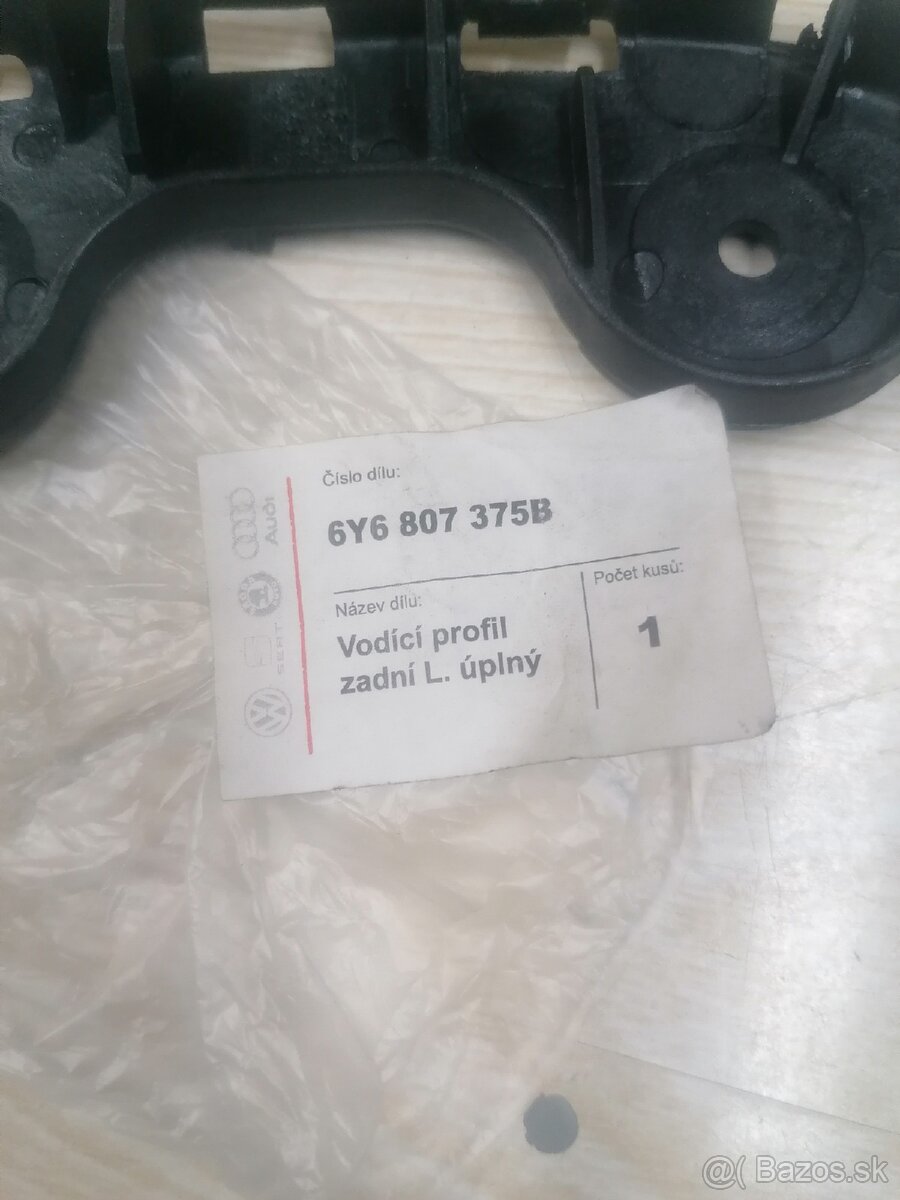 Číslo dílu:
6Y6 807 375B
Název dílu:
Vodící profil
zadní L. úplný
Počet kusů:
1
Audi
SEAT
@( Bazos.sk